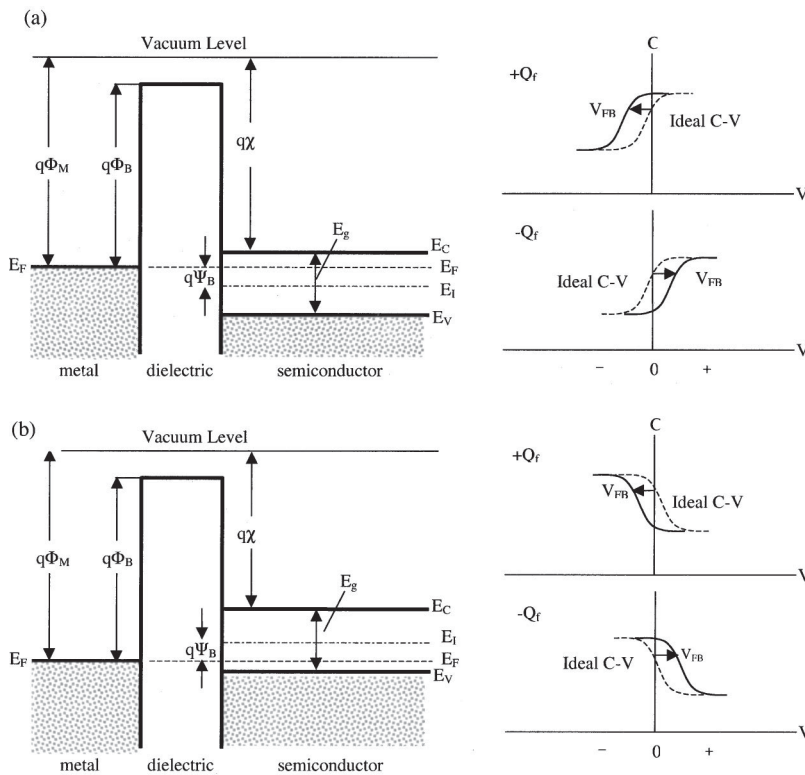 (a)
Vacuum Level
qΦM
qΦB
qχ
Eg
EC
EF
EF
qΨB
EI
EV
metal
dielectric
semiconductor
C
+Qf
VFB
Ideal C-V
V
-Qf
Ideal C-V
VFB
V
− 0 +
(b)
Vacuum Level
qΦM
qΦB
qχ
Eg
EC
EI
qΨB
EF
EF
EV
metal
dielectric
semiconductor
C
+Qf
VFB
Ideal C-V
V
-Qf
Ideal C-V
VFB
V
− 0 +